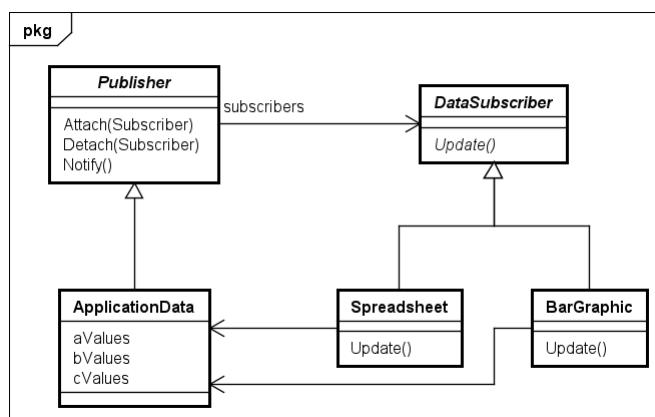 pkg
Publisher
Attach(Subscriber)
Detach(Subscriber)
Notify()
subscribers
DataSubscriber
Update()
ApplicationData
aValues
bValues
cValues
Spreadsheet
Update()
BarGraphic
Update()